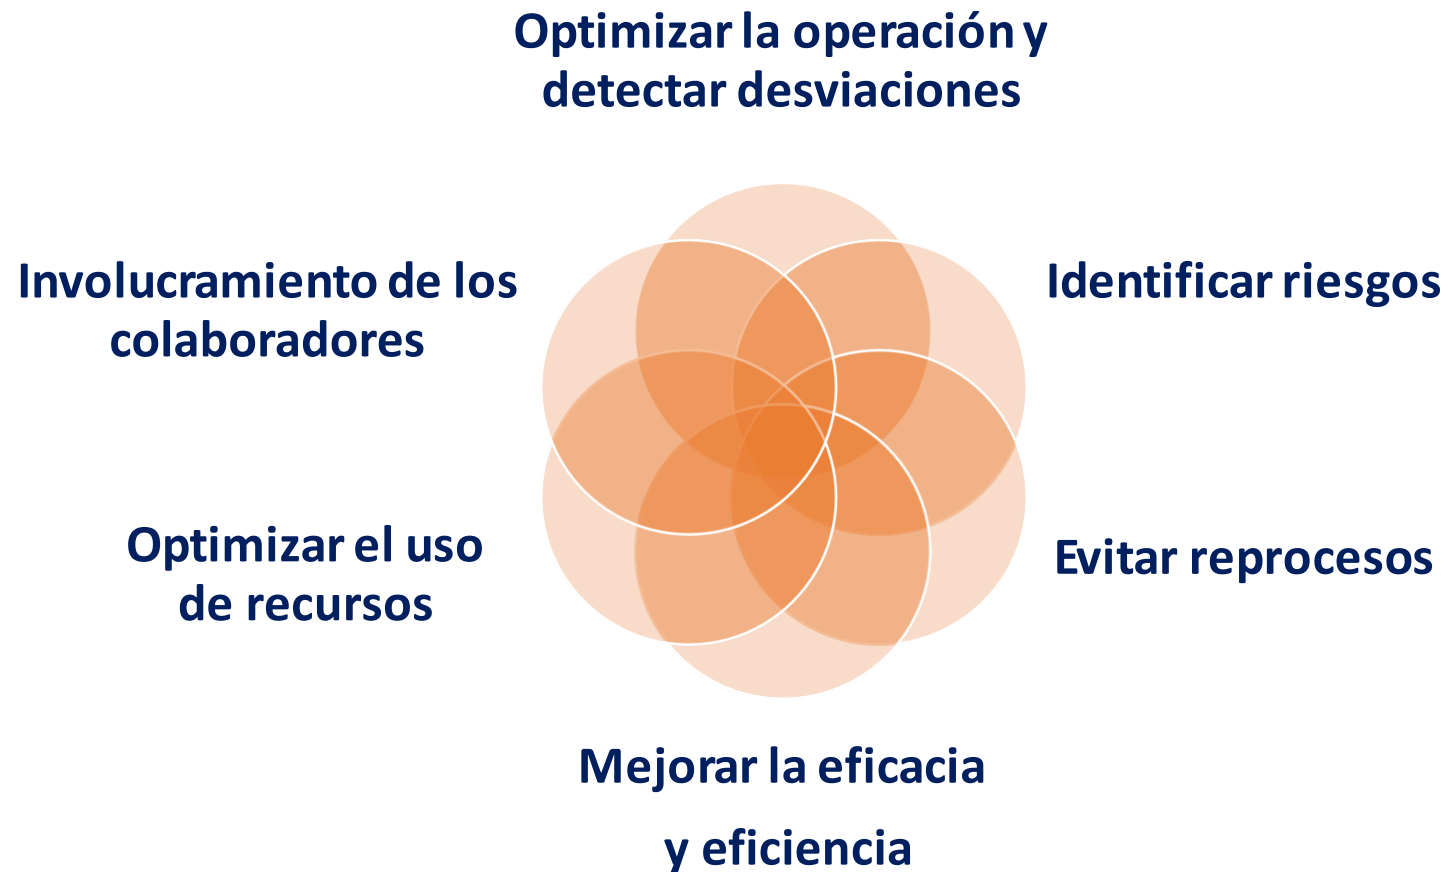 Optimizar la operación y
detectar desviaciones
Involucramiento de los
colaboradores
Identificar riesgos
Optimizar el uso
de recursos
Evitar reprocesos
Mejorar la eficacia
y eficiencia